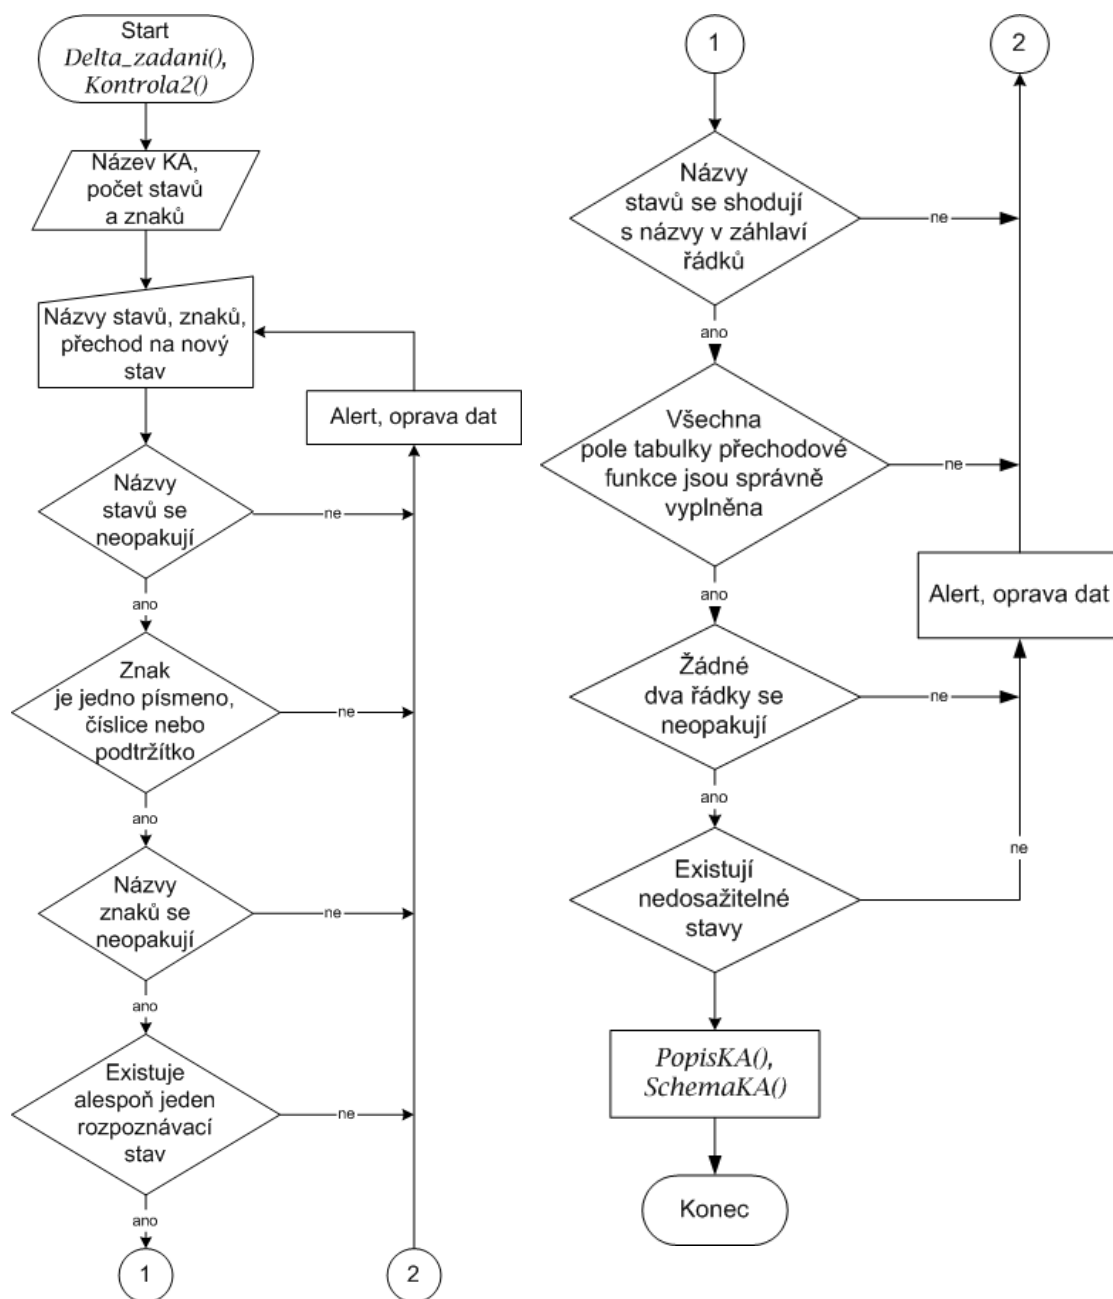 Start
Delta_zadani(),
Kontrola2()
Název KA,
počet stavů
a znaků
Názvy stavů, znaků,
přechod na nový
stav
Alert, oprava dat
Názvy
stavů se
neopakují
ne
ano
Znak
je jedno písmeno,
číslice nebo
podtržítko
ne
ano
Názvy
znaků se
neopakují
ne
ano
Existuje
alespoň jeden
rozpoznávací
stav
ne
ano
1
2
1
2
Názvy
stavů se shodují
s názvy v záhlaví
řádků
ne
ano
Všechna
pole tabulky přechodové
funkce jsou správně
vyplněna
ne
ano
Alert, oprava dat
Žádné
dva řádky se
neopakují
ne
ano
Existují
nedosažitelné
stavy
ne
PopisKA(),
SchemaKA()
Konec